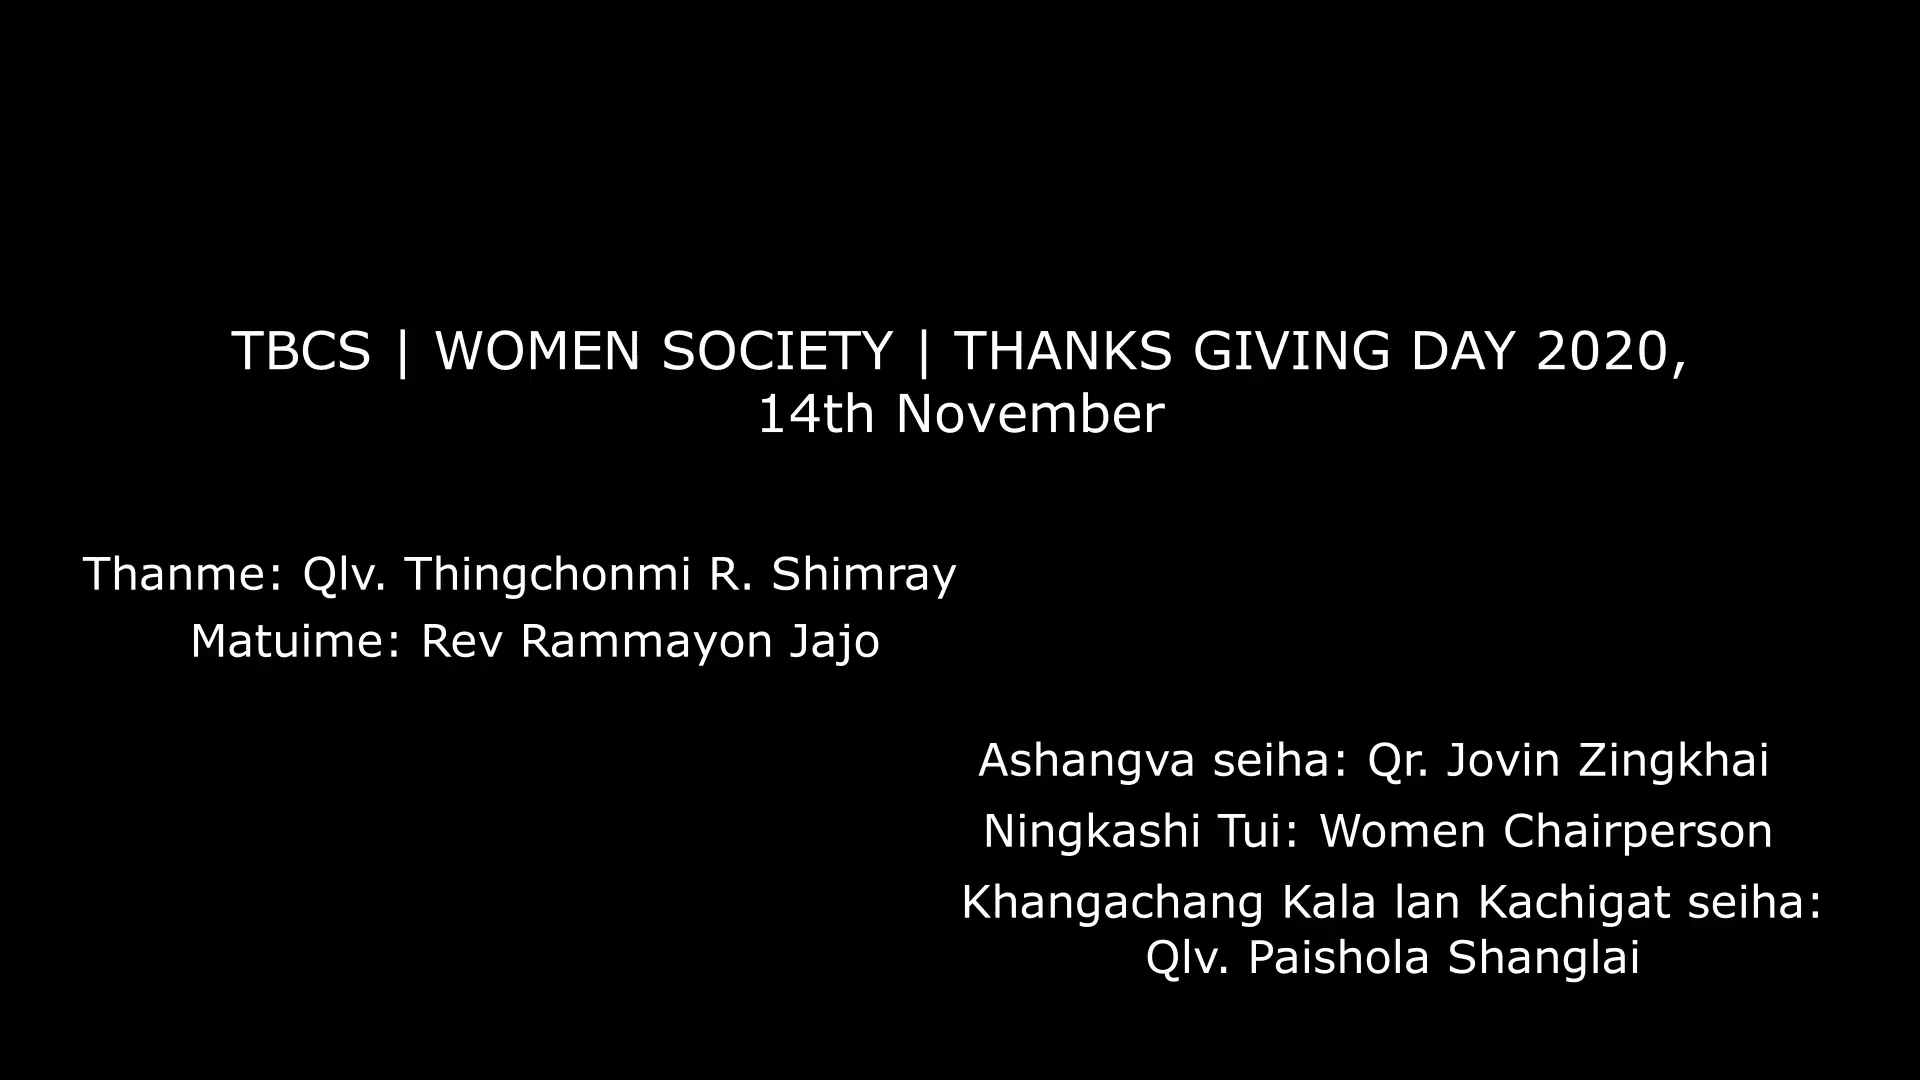 TBCS | WOMEN SOCIETY | THANKS GIVING DAY 2020,
14th November
Thanme: Qlv. Thingchonmi R. Shimray
Matuime: Rev Rammayon Jajo
Ashangva seiha: Qr. Jovin Zingkhai
Ningkashi Tui: Women Chairperson
Khangachang Kala lan Kachigat seiha:
Qlv. Paishola Shanglai